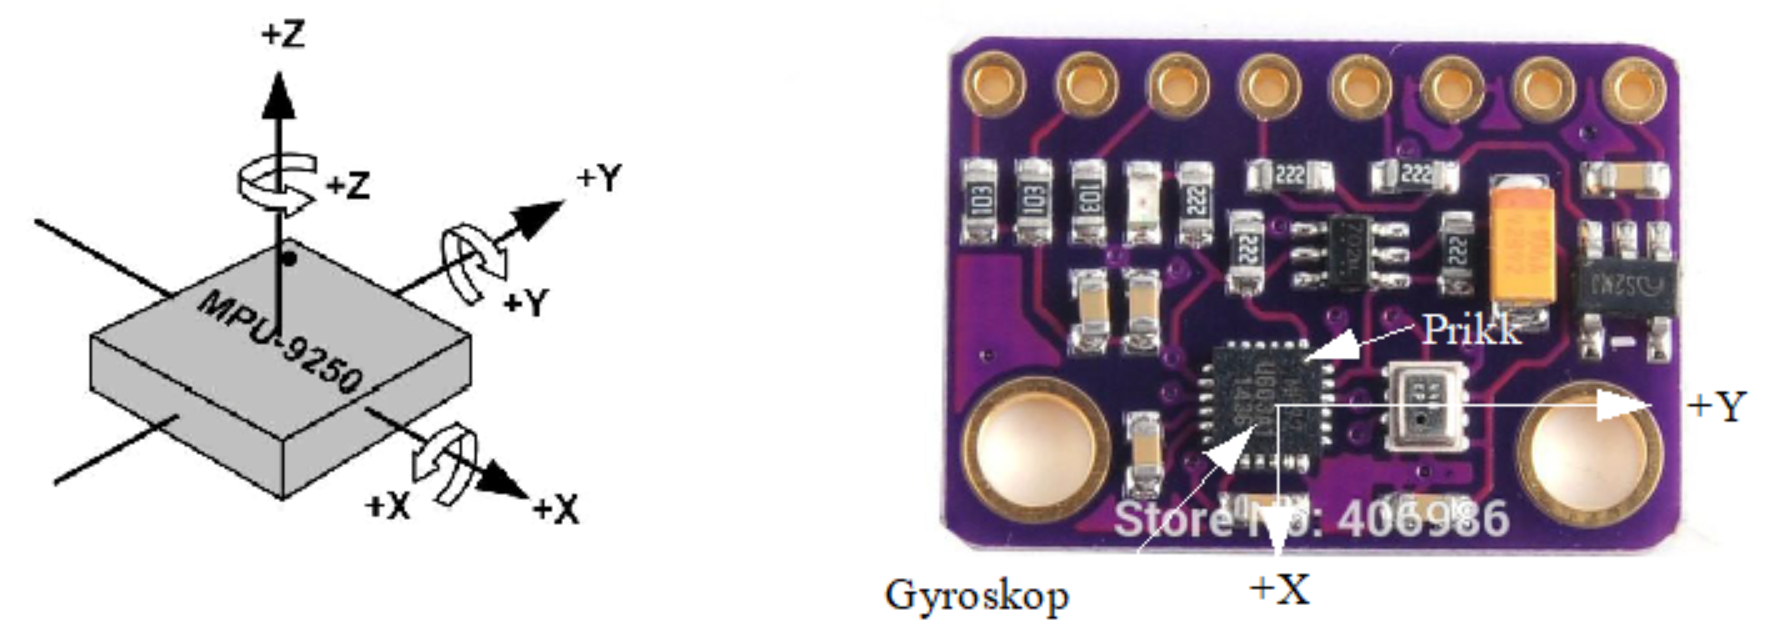 +Z
+Z
+Y
+Y
MPU-9250
+X
+X
103
103
103
222
222
222
222
222
Prikk
+Y
Store No: 406986
Gyroskop
+X